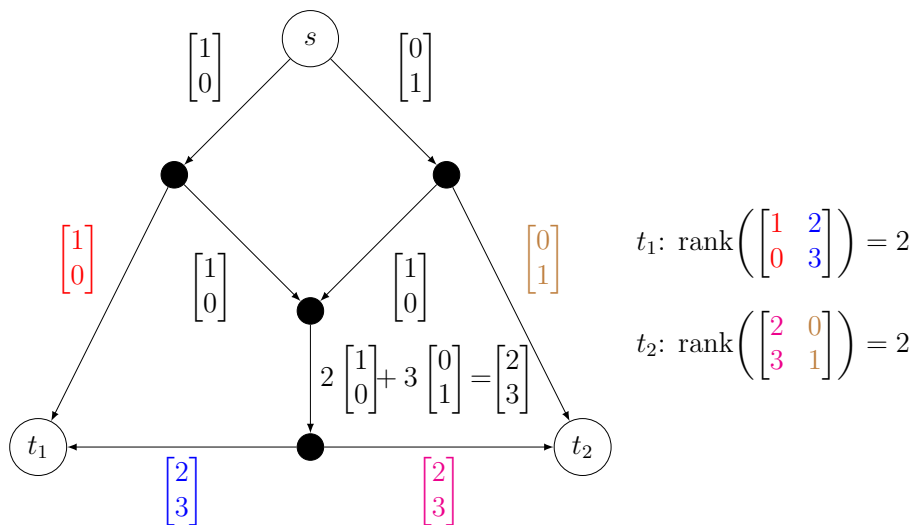 s
[1 0]
[0 1]
[1 0]
[1 0]
[1 0]
[0 1]
2 [1 0] + 3 [0 1] = [2 3]
t₁
t₂
[2 3]
[2 3]
t₁: rank([1 2 0 3]) = 2
t₂: rank([2 0 3 1]) = 2